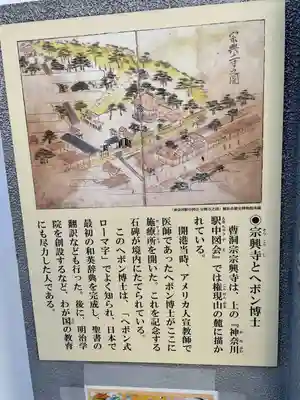 宗興寺圖
●宗興寺とヘボン博士
曹洞宗宗興寺は、上の『神奈川
駅中図会』では権現山の麓に描か
れている。
開港当時、アメリカ人宣教師で
医師であったヘボン博士がここに
施療所を開いた。これを記念する
石碑が境内にたてられている。
このヘボン博士は、「ヘボン式
ローマ字」でよく知られ、日本で
最初の和英辞典を完成し、聖書の
翻訳なども行った。後に、明治学
院を創設するなど、わが国の教育
にも尽力した人である。